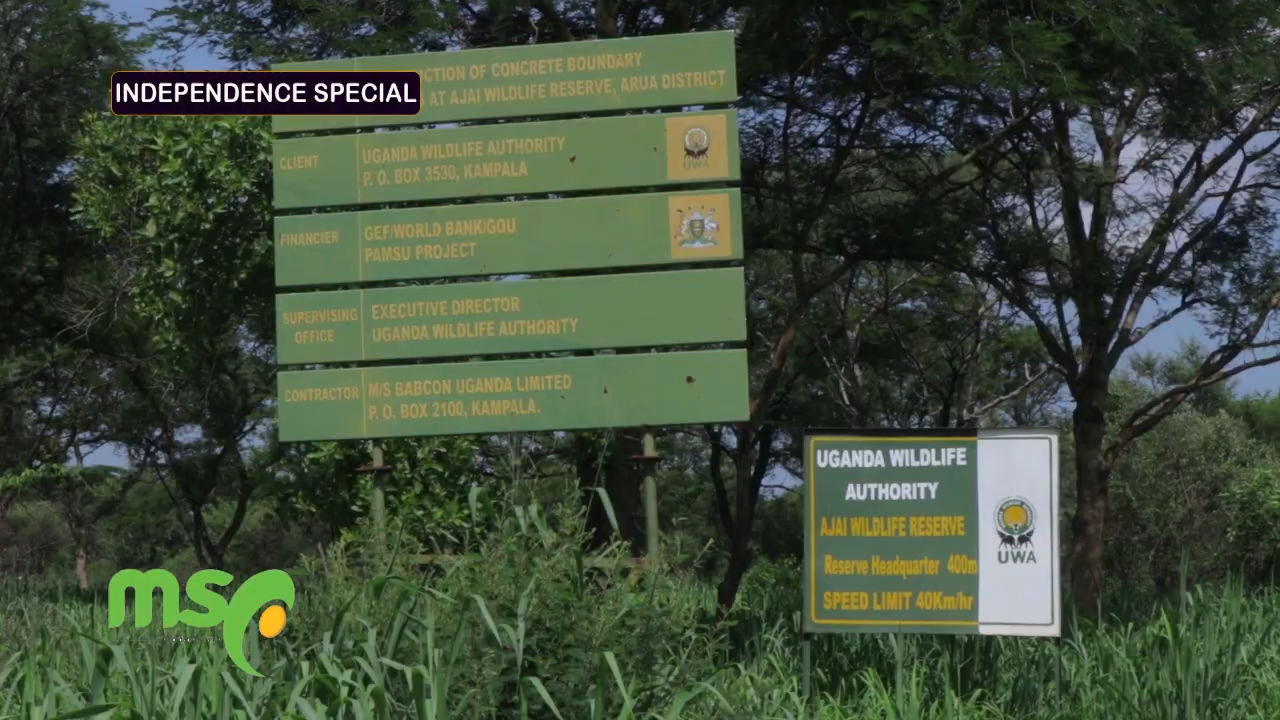 INDEPENDENCE SPECIAL
CTION OF CONCRETE BOUNDARY
AT AJAI WILDLIFE RESERVE, ARUA DISTRICT
CLIENT
UGANDA WILDLIFE AUTHORITY
P. O. BOX 3530, KAMPALA
UWA
FINANCIER
GEF/WORLD BANK/GOU
PAMSU PROJECT
SUPERVISING
OFFICE
EXECUTIVE DIRECTOR
UGANDA WILDLIFE AUTHORITY
CONTRACTOR
M/S BABCON UGANDA LIMITED
P. O. BOX 2100, KAMPALA.
UGANDA WILDLIFE
AUTHORITY
AJAI WILDLIFE RESERVE
Reserve Headquarter 400m
SPEED LIMIT 40Km/hr
UWA